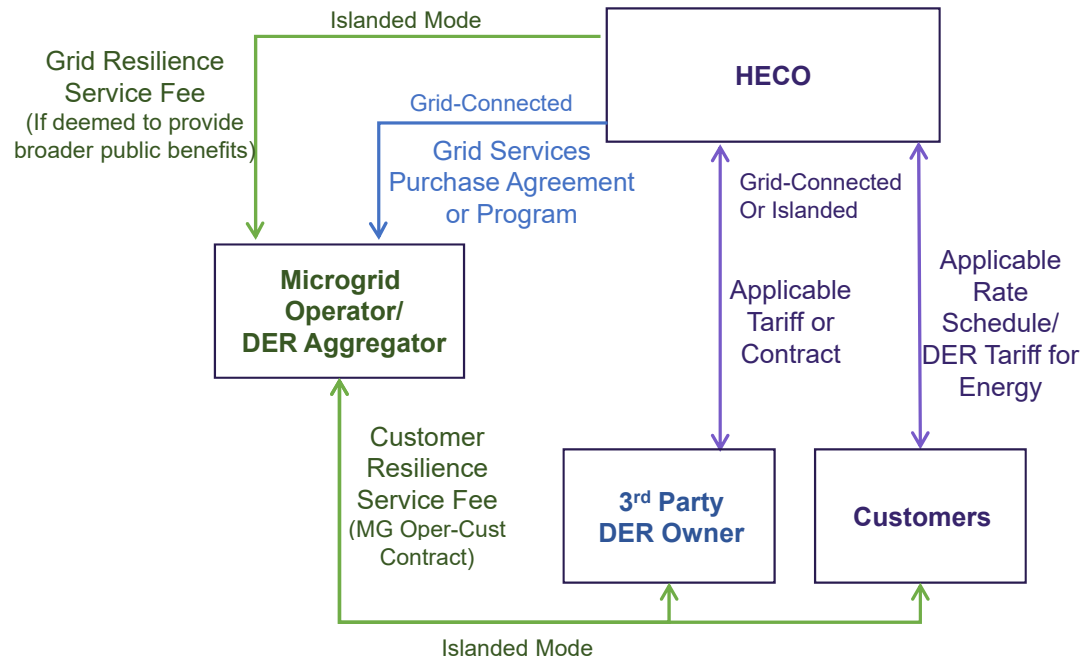 Islanded Mode
Grid Resilience
Service Fee
(If deemed to provide
broader public benefits)
HECO
Grid-Connected
Grid Services
Purchase Agreement
or Program
Grid-Connected
Or Islanded
Microgrid
Operator/
DER Aggregator
Applicable
Tariff or
Contract
Applicable
Rate
Schedule/
DER Tariff for
Energy
Customer
Resilience
Service Fee
(MG Oper-Cust
Contract)
3rd Party
DER Owner
Customers
Islanded Mode